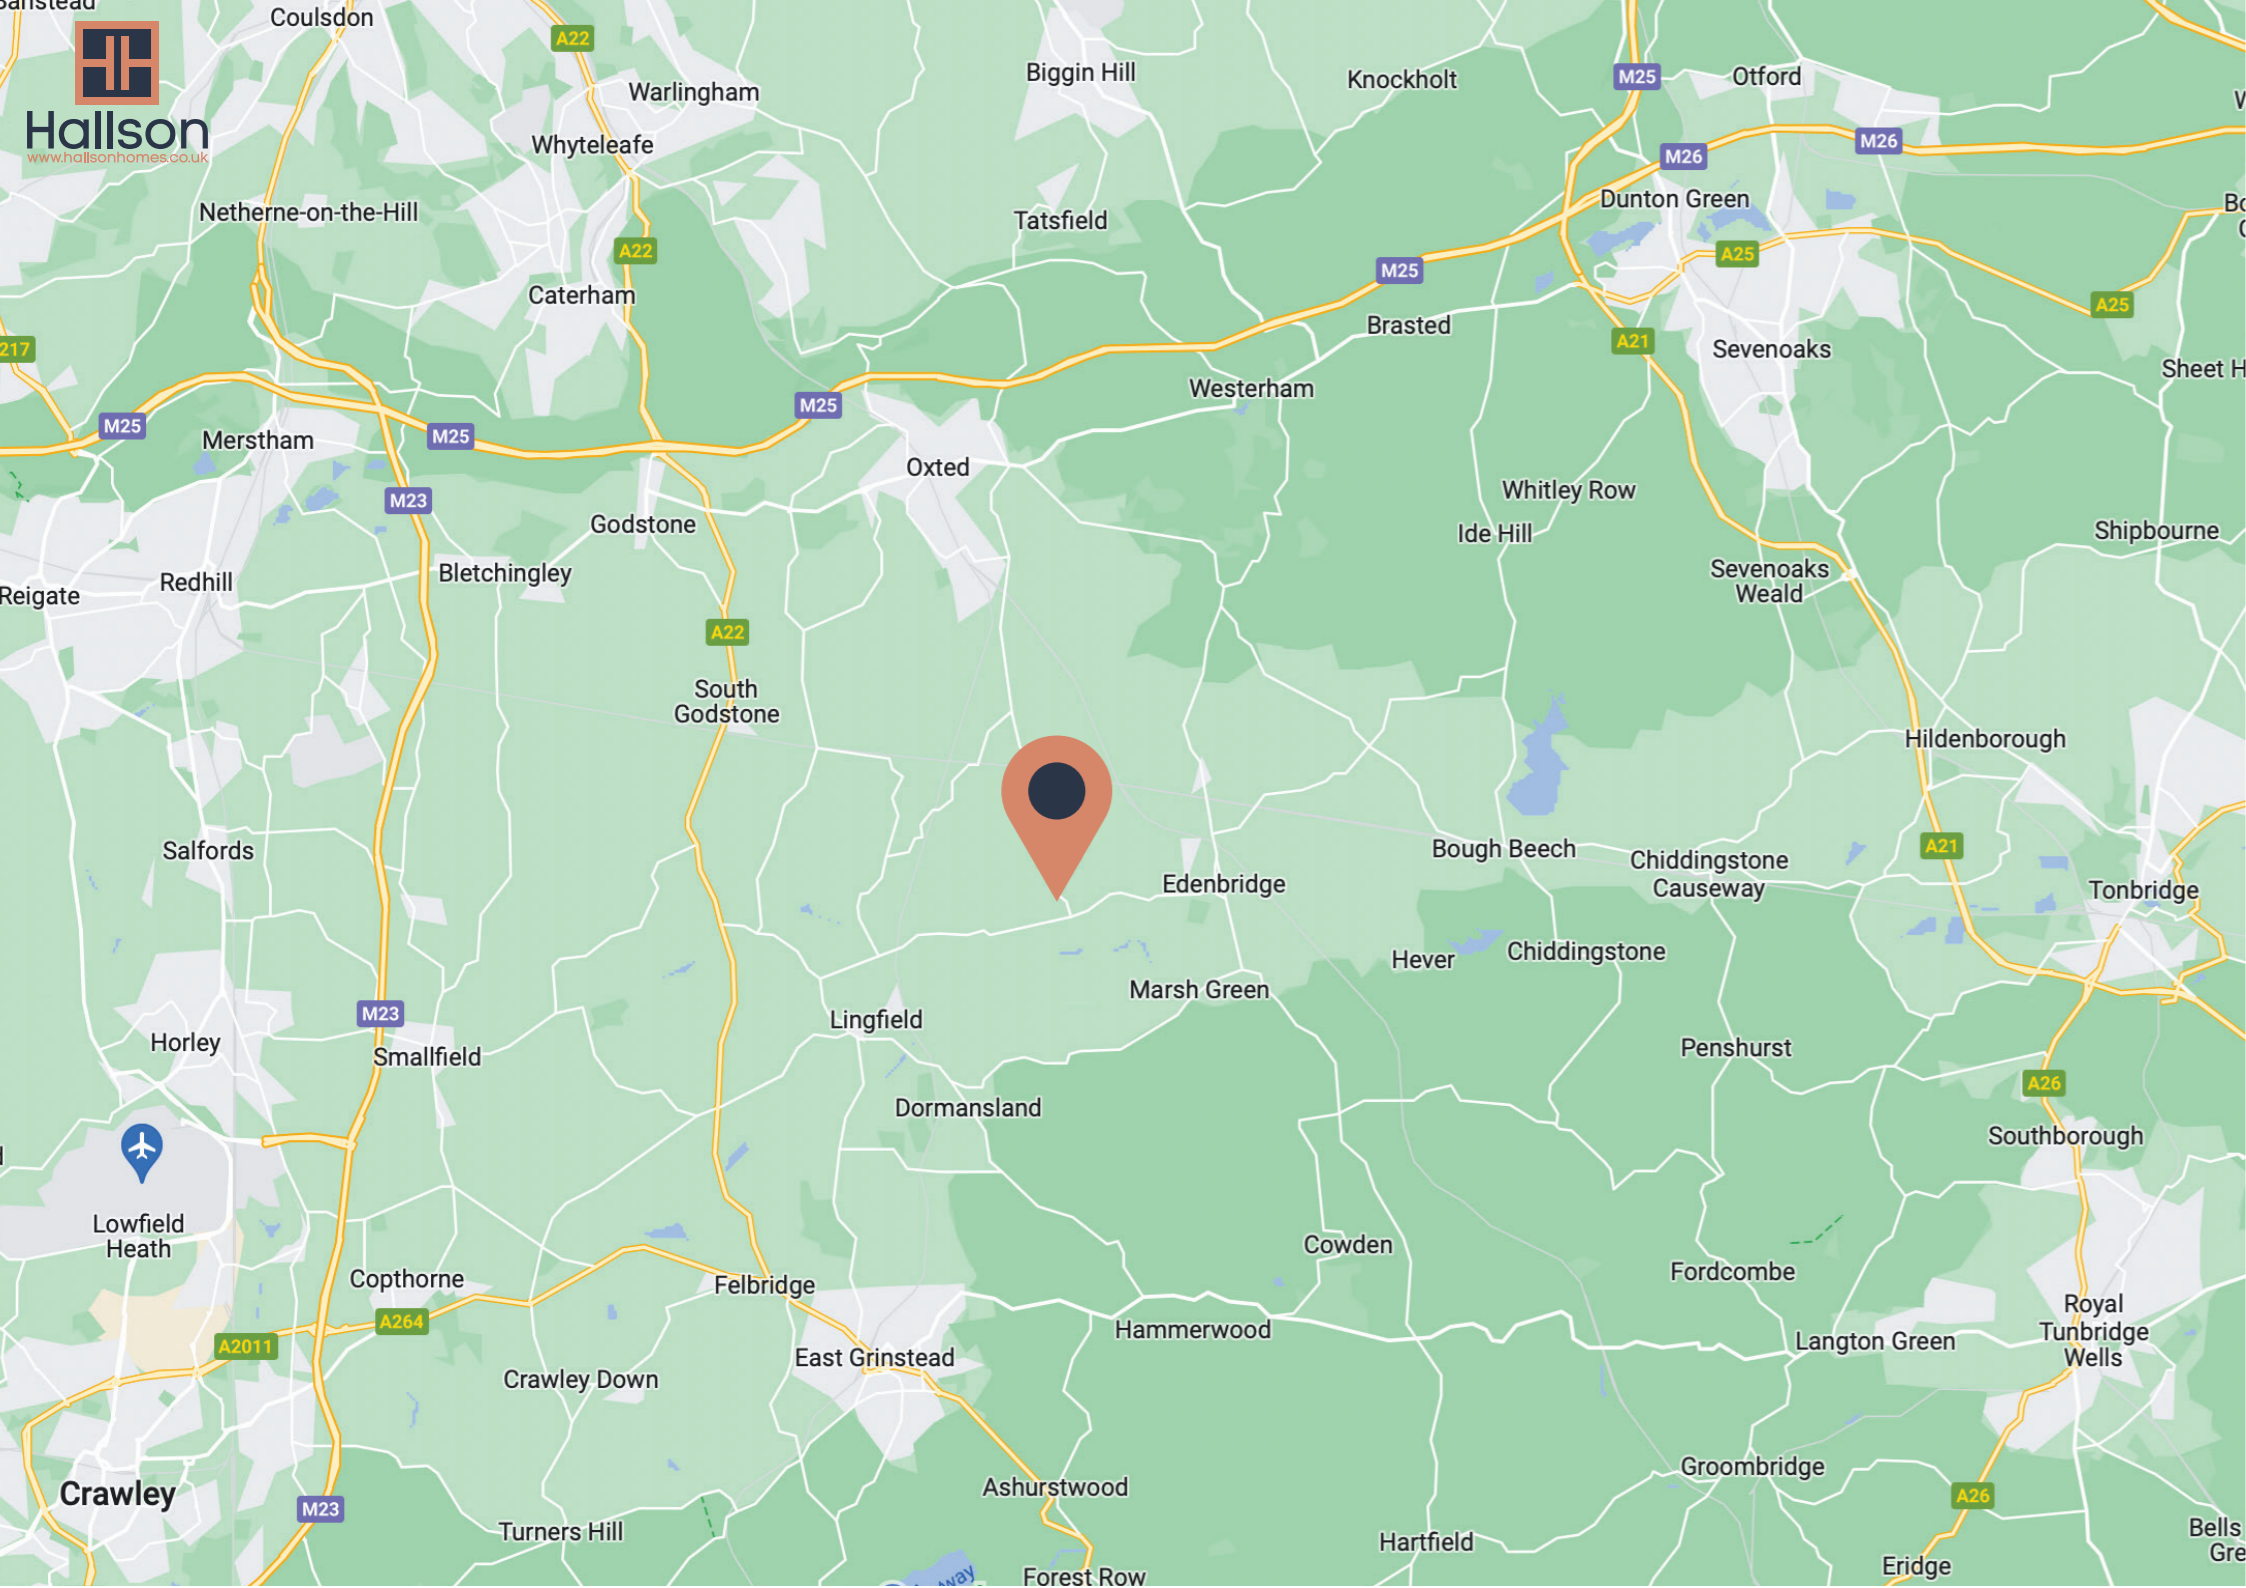 Coulsdon
A22
Hallson
www.hallsonhomes.co.uk
Warlingham
Biggin Hill
Knockholt
M25
Otford
Whyteleafe
M26
M26
Netherne-on-the-Hill
Tatsfield
Dunton Green
A22
M25
A25
Caterham
A25
217
Brasted
A21
Sevenoaks
Sheet H
M25
Westerham
M25
Merstham
M25
Oxted
M23
Whitley Row
Godstone
Ide Hill
Shipbourne
Bletchingley
Redhill
Reigate
Sevenoaks
Weald
A22
South
Godstone
Hildenborough
Salfords
Bough Beech
Chiddingstone
Causeway
A21
Edenbridge
Tonbridge
Hever
Chiddingstone
Marsh Green
M23
Lingfield
Horley
Smallfield
Penshurst
A26
Dormansland
Southborough
Lowfield
Heath
Cowden
Copthorne
Felbridge
Fordcombe
A264
A2011
Hammerwood
Royal
Tunbridge
Wells
Langton Green
East Grinstead
Crawley Down
Ashurstwood
Groombridge
Crawley
M23
A26
Turners Hill
Hartfield
Bells
Gre
Eridge
Forest Row